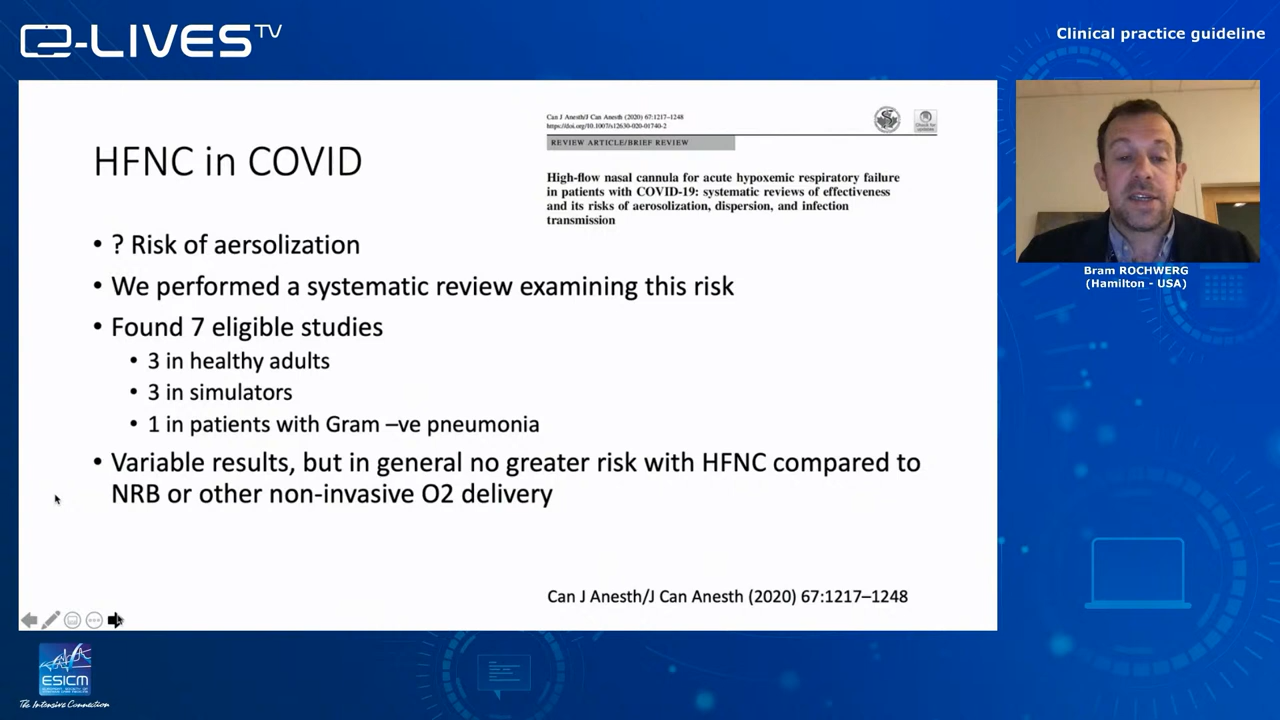 e-LIVES TV
Clinical practice guideline
Can J Anesth/J Can Anesth (2020) 67:1217–1248
https://doi.org/10.1007/s12630-020-01740-2
Check for
updates
REVIEW ARTICLE/BRIEF REVIEW
HFNC in COVID
High-flow nasal cannula for acute hypoxemic respiratory failure
in patients with COVID-19: systematic reviews of effectiveness
and its risks of aerosolization, dispersion, and infection
transmission
• ? Risk of aersolization
• We performed a systematic review examining this risk
• Found 7 eligible studies
• 3 in healthy adults
• 3 in simulators
• 1 in patients with Gram –ve pneumonia
• Variable results, but in general no greater risk with HFNC compared to
NRB or other non-invasive O2 delivery
Can J Anesth/J Can Anesth (2020) 67:1217–1248
Bram ROCHWERG
(Hamilton - USA)
ESICM
The Intensive Connection